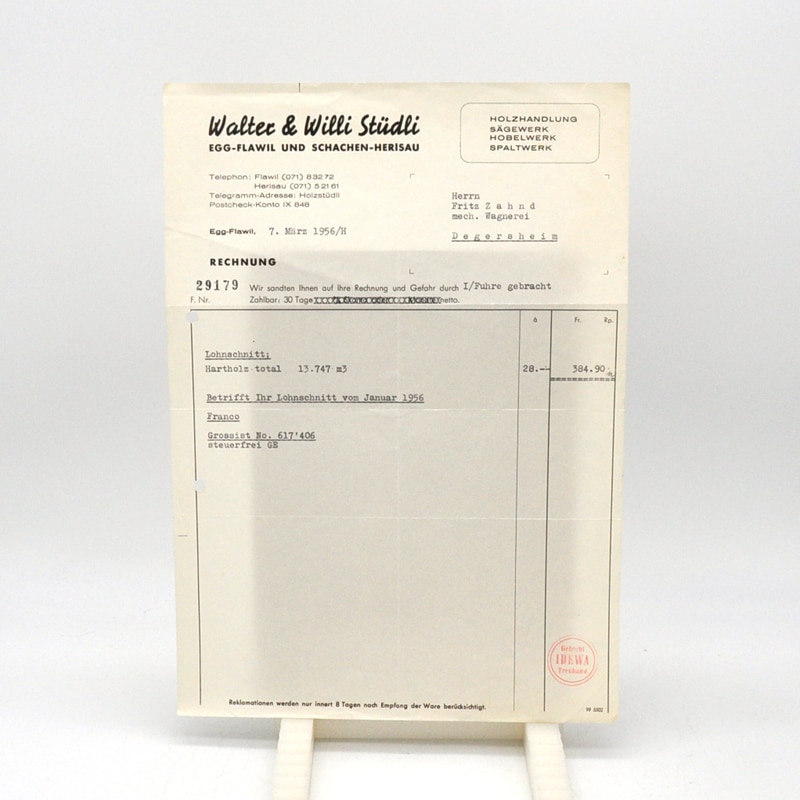 Walter & Willi Stüdli
EGG-FLAWIL UND SCHACHEN-HERISAU
HOLZHANDLUNG
SÄGEWERK
HOBELWERK
SPALTWERK
Telephon: Flawil (071) 8 32 72
Herisau (071) 5 21 61
Telegramm-Adresse: Holzstüdli
Postcheck-Konto IX 848
Herrn
Fritz Zahnd
mech. Wagnerei
Degersheim
Egg-Flawil, 7. März 1956/H
RECHNUNG
29179 Wir sandten Ihnen auf Ihre Rechnung und Gefahr durch I/Fuhre gebracht
F. Nr. Zahlbar: 30 Tage netto.
à Fr. Rp.
Lohnschnitt:
Hartholz total 13.747 m3 28.-- 384.90
Betrifft Ihr Lohnschnitt vom Januar 1956
Franco
Grossist No. 617'406
steuerfrei GE
IDEWA
Treuhand
Reklamationen werden nur innert 8 Tagen nach Empfang der Ware berücksichtigt.